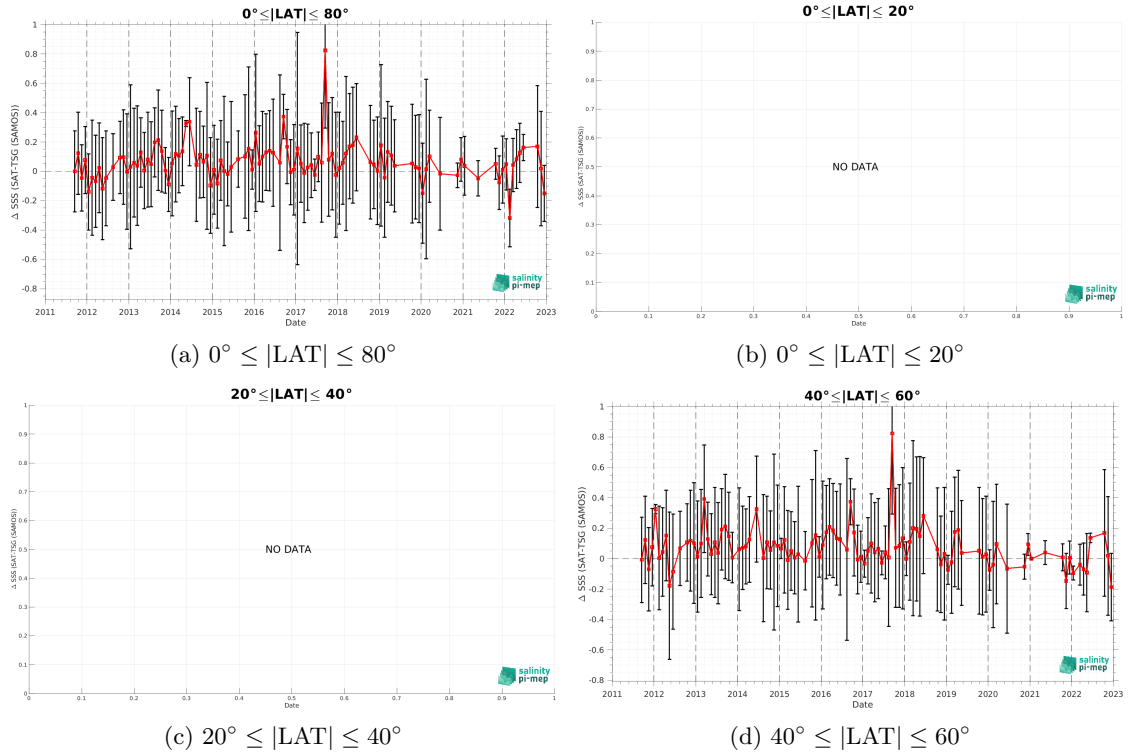 0°≤|LAT|≤ 80°
1
0.8
0.6
0.4
0.2
0
-0.2
-0.4
-0.6
-0.8
Δ SSS (SAT-TSG (SAMOS))
2011 2012 2013 2014 2015 2016 2017 2018 2019 2020 2021 2022 2023
Date
salinity
pi-mep
(a) 0° ≤ |LAT| ≤ 80°
0°≤|LAT|≤ 20°
1
0.9
0.8
0.7
0.6
0.5
0.4
0.3
0.2
0.1
0
Δ SSS (SAT-TSG (SAMOS))
NO DATA
0 0.1 0.2 0.3 0.4 0.5 0.6 0.7 0.8 0.9 1
Date
salinity
pi-mep
(b) 0° ≤ |LAT| ≤ 20°
20°≤|LAT|≤ 40°
1
0.9
0.8
0.7
0.6
0.5
0.4
0.3
0.2
0.1
0
Δ SSS (SAT-TSG (SAMOS))
NO DATA
0 0.1 0.2 0.3 0.4 0.5 0.6 0.7 0.8 0.9 1
Date
salinity
pi-mep
(c) 20° ≤ |LAT| ≤ 40°
40°≤|LAT|≤ 60°
1
0.8
0.6
0.4
0.2
0
-0.2
-0.4
-0.6
-0.8
Δ SSS (SAT-TSG (SAMOS))
2011 2012 2013 2014 2015 2016 2017 2018 2019 2020 2021 2022 2023
Date
salinity
pi-mep
(d) 40° ≤ |LAT| ≤ 60°